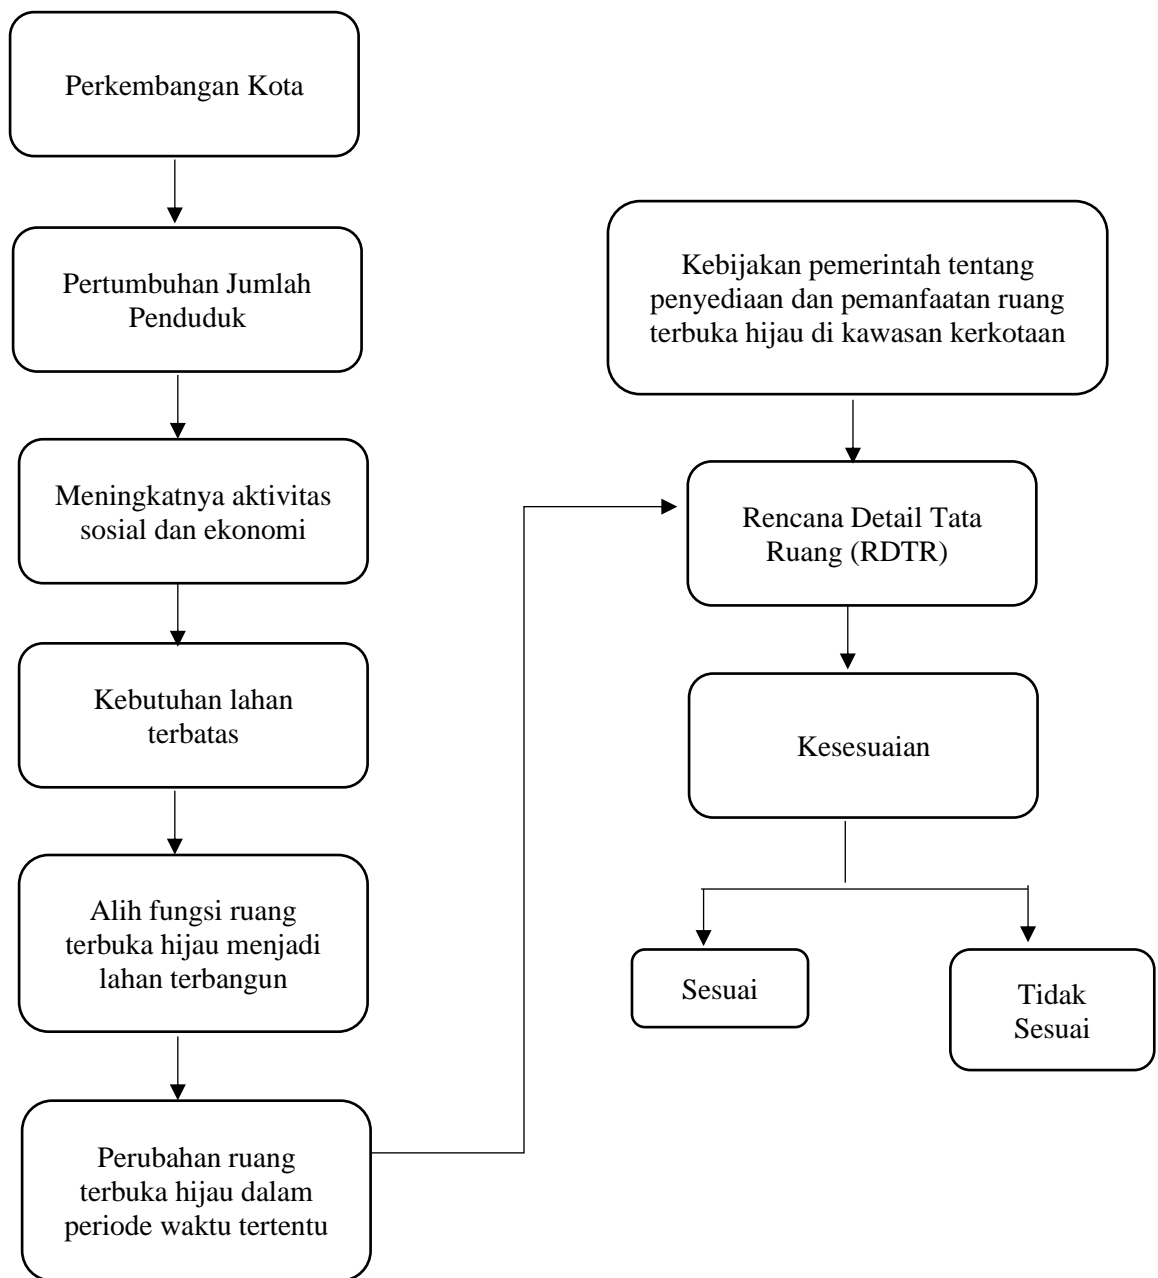 Perkembangan Kota
Pertumbuhan Jumlah
Penduduk
Meningkatnya aktivitas
sosial dan ekonomi
Kebutuhan lahan
terbatas
Alih fungsi ruang
terbuka hijau menjadi
lahan terbangun
Perubahan ruang
terbuka hijau dalam
periode waktu tertentu
Kebijakan pemerintah tentang
penyediaan dan pemanfaatan ruang
terbuka hijau di kawasan kerkotaan
Rencana Detail Tata
Ruang (RDTR)
Kesesuaian
Sesuai
Tidak
Sesuai